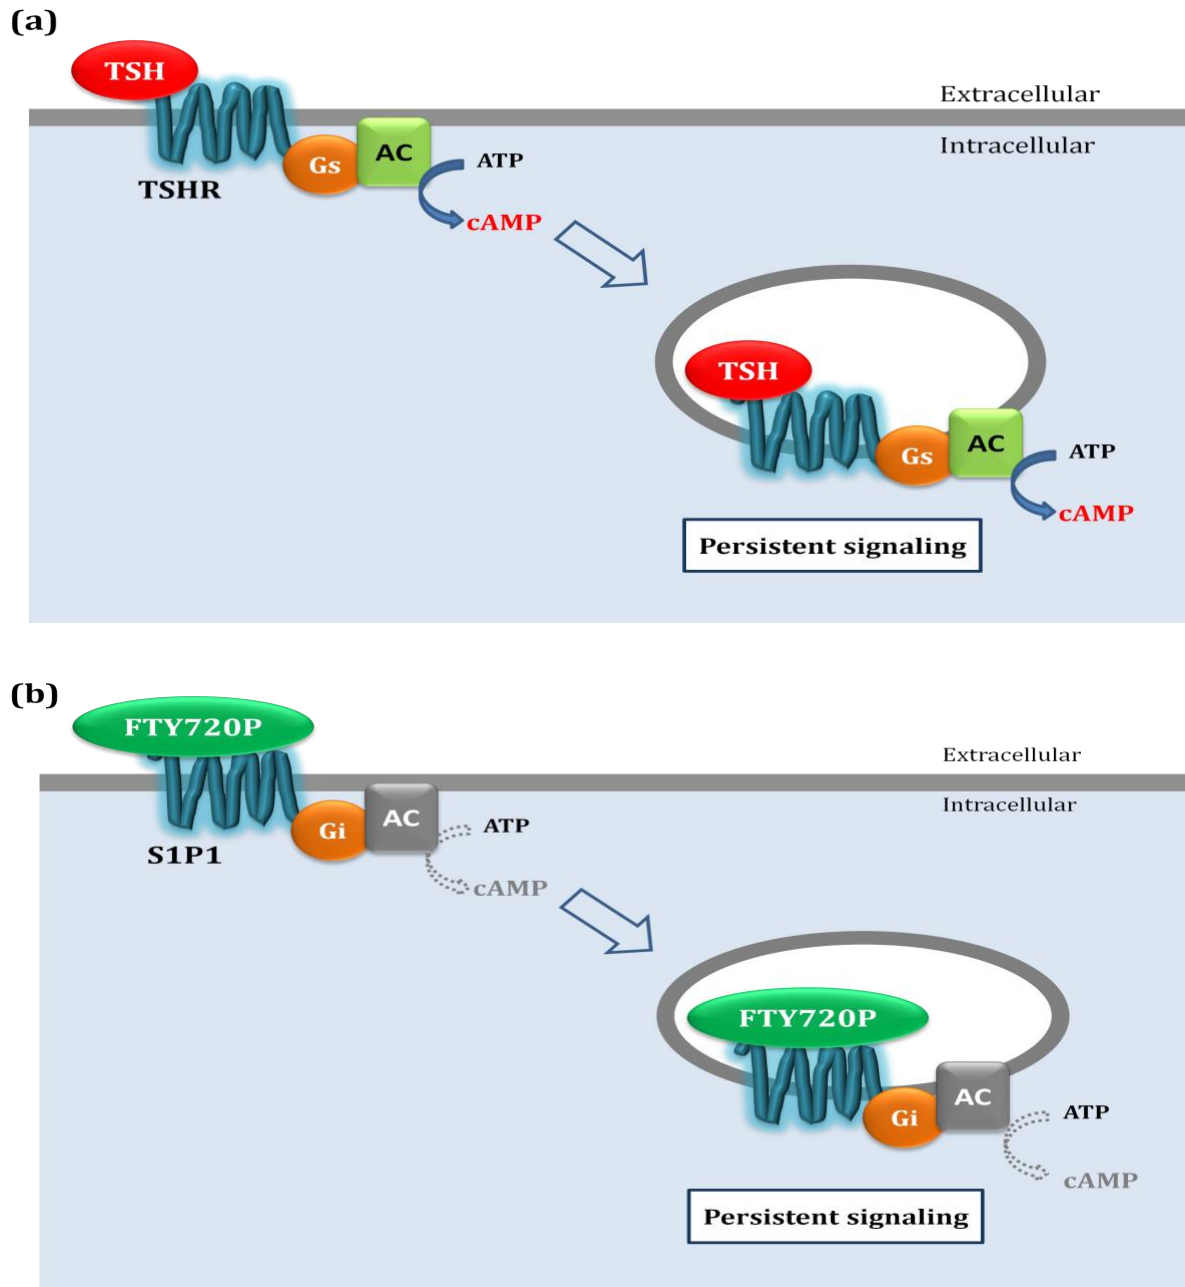 (a)
TSH
Extracellular
Intracellular
TSHR
Gs
AC
ATP
cAMP
TSH
Gs
AC
ATP
cAMP
Persistent signaling
(b)
FTY720P
Extracellular
Intracellular
S1P1
Gi
AC
ATP
cAMP
FTY720P
Gi
AC
ATP
cAMP
Persistent signaling